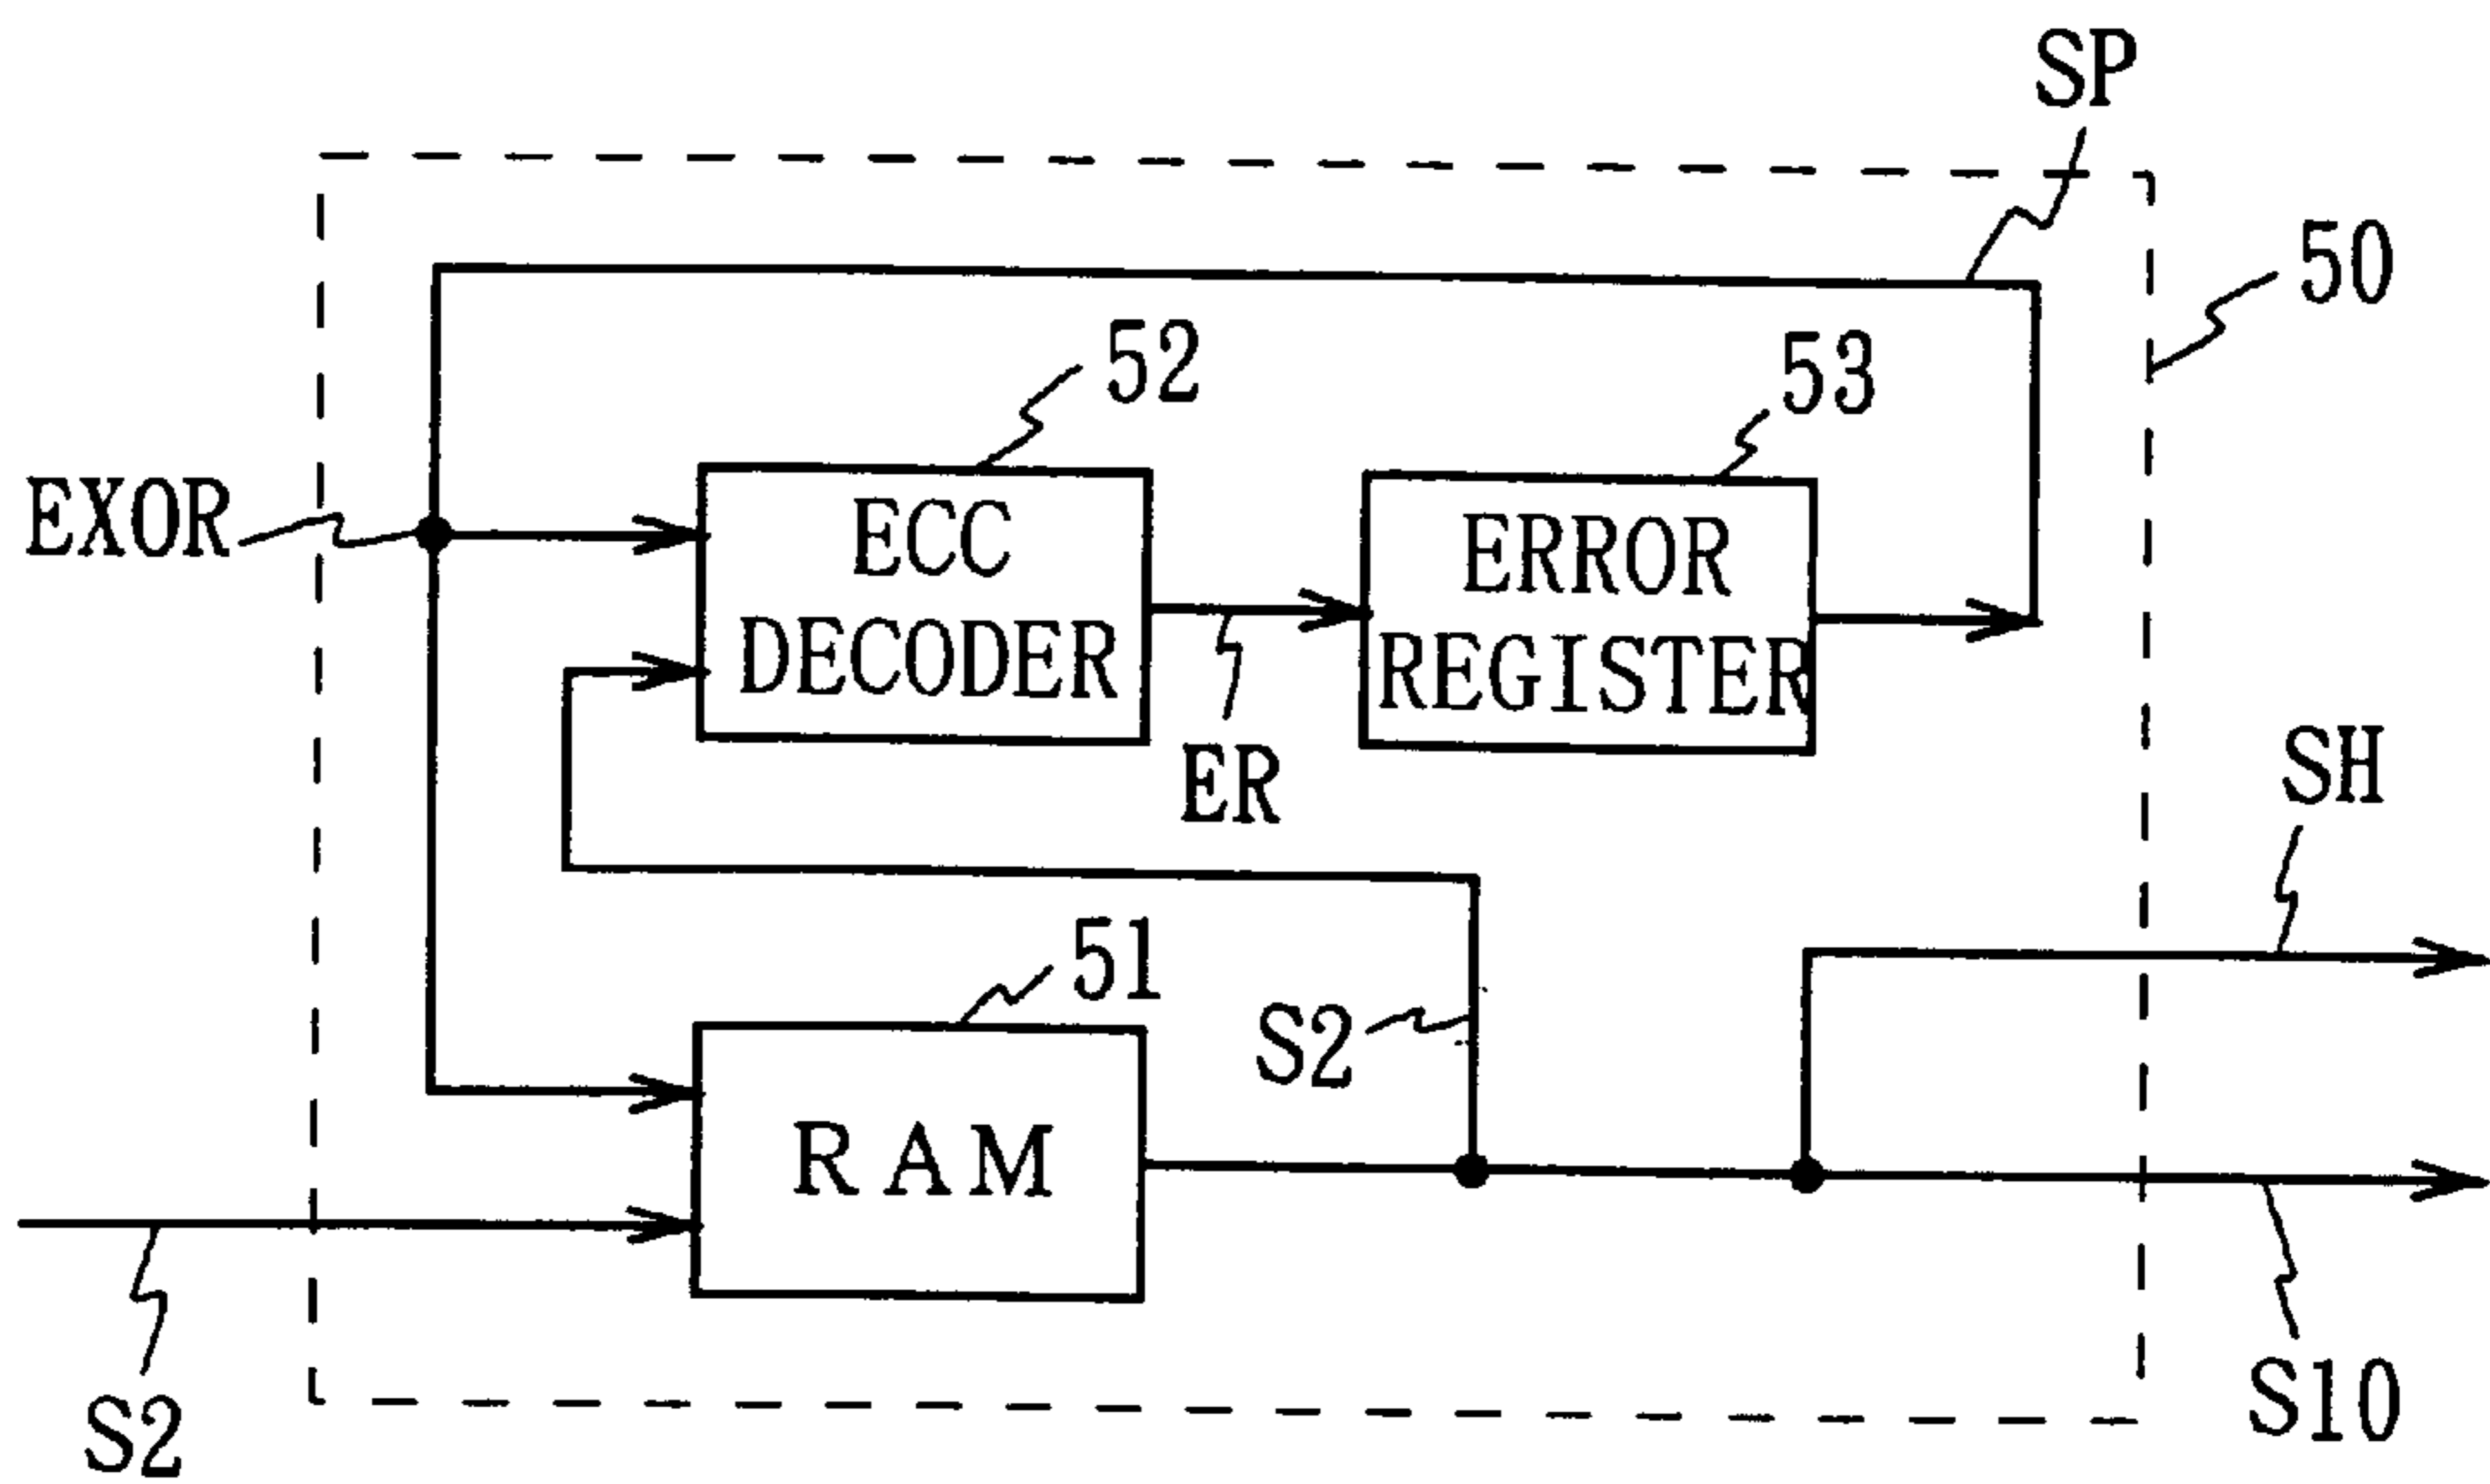 SP
50
52
53
EXOR
ECC
DECODER
ERROR
REGISTER
ER
SH
51
S2
RAM
S10
S2